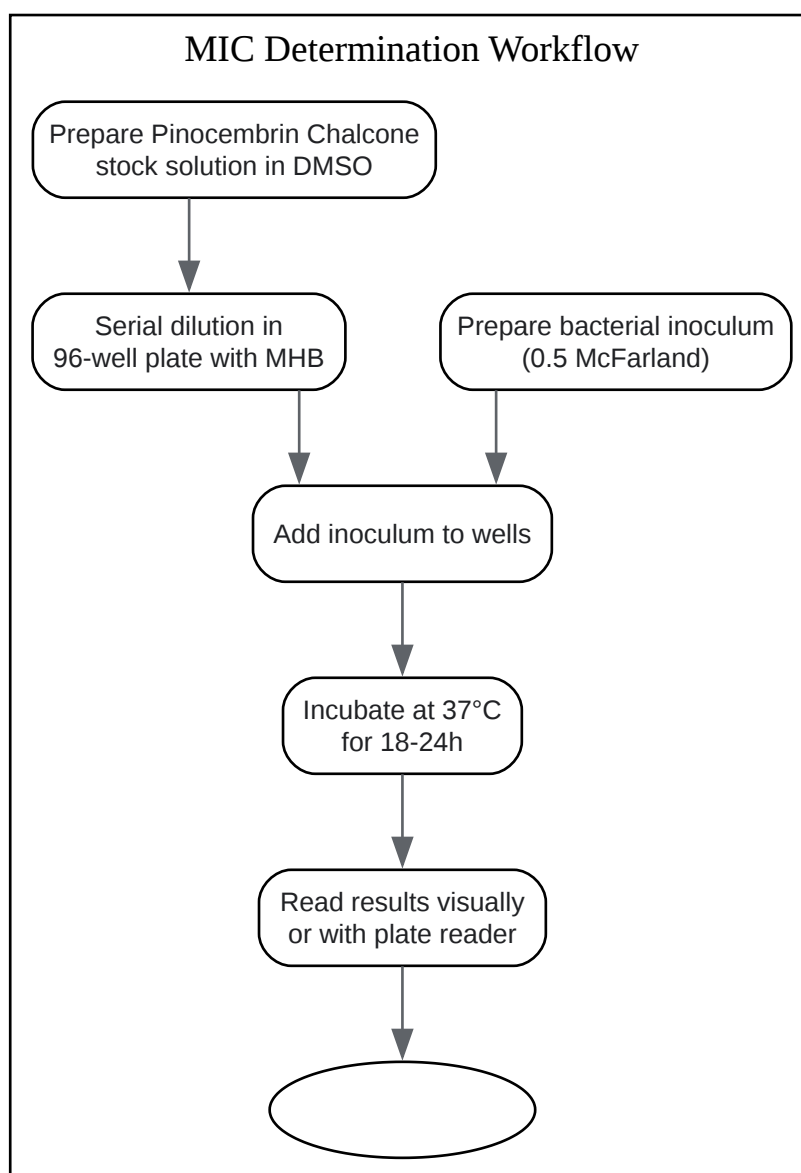 MIC Determination Workflow
Prepare Pinocembrin Chalcone
stock solution in DMSO
Serial dilution in
96-well plate with MHB
Prepare bacterial inoculum
(0.5 McFarland)
Add inoculum to wells
Incubate at 37°C
for 18-24h
Read results visually
or with plate reader